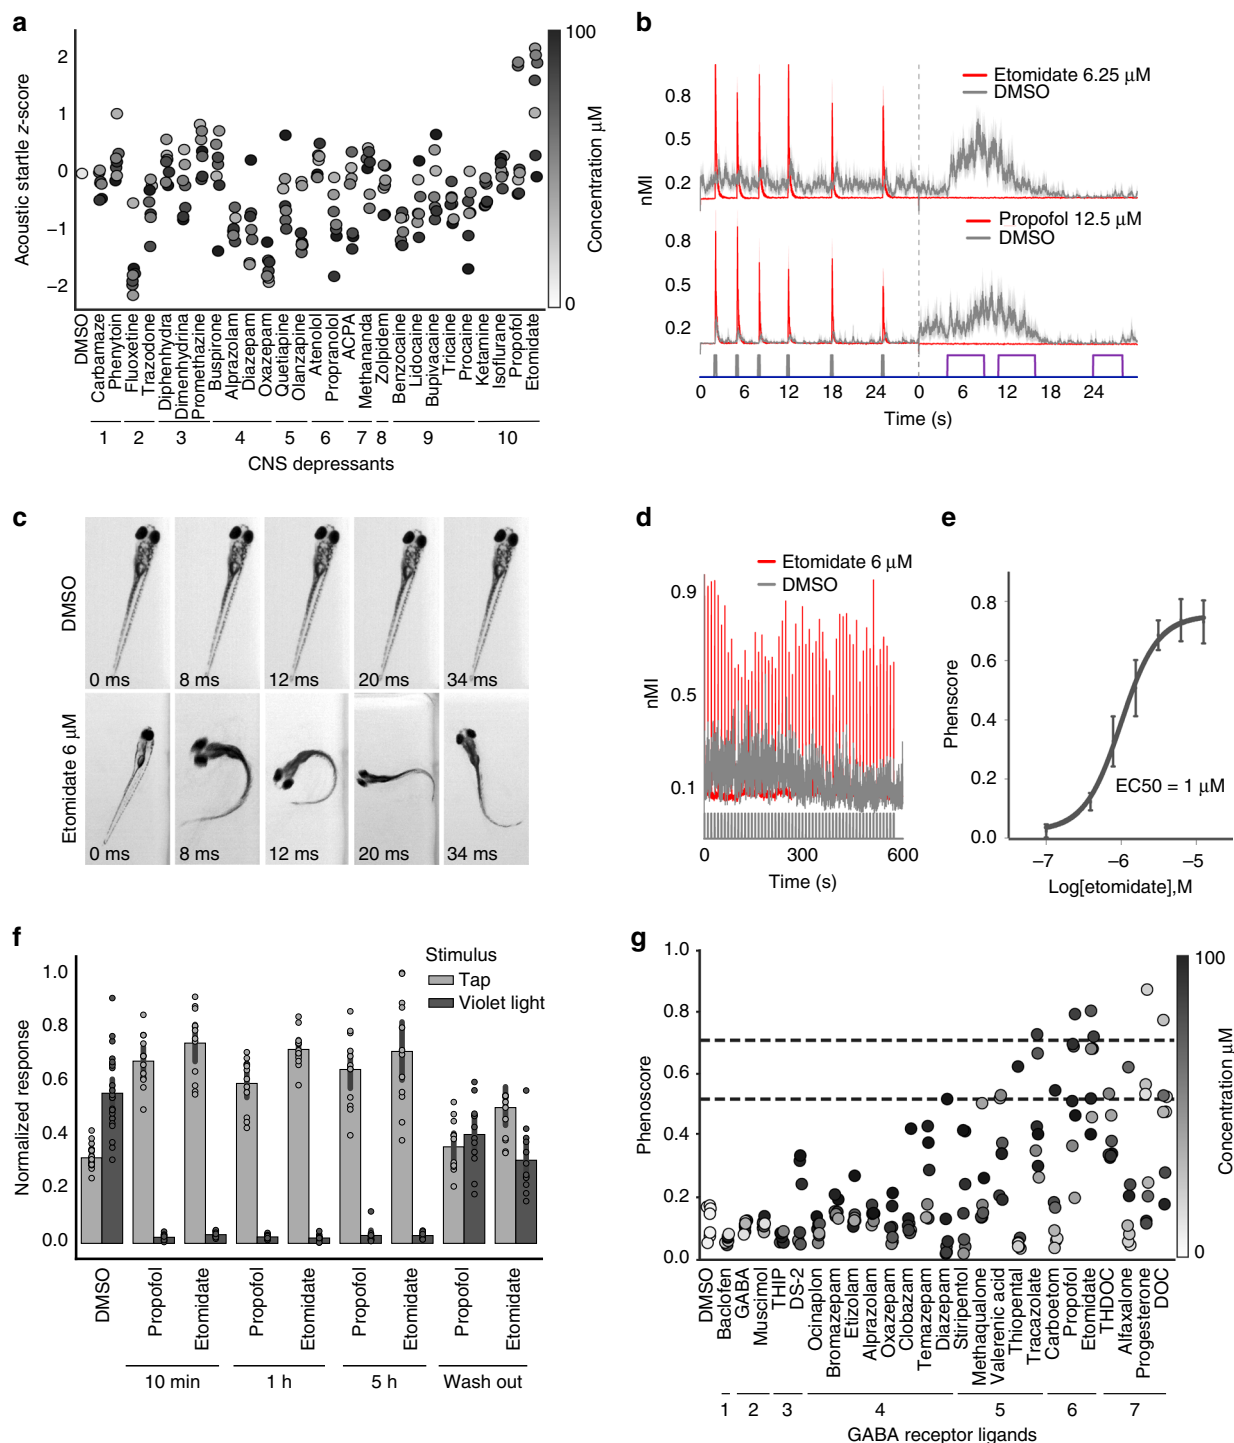 a
2
1
0
−1
−2
Acoustic startle z-score
100
0
Concentration μM
DMSO
Carbamaze
Phenytoin
Fluoxetine
Trazodone
Diphenhydra
Dimenhydrina
Promethazine
Buspirone
Alprazolam
Diazepam
Oxazepam
Quetiapine
Olanzapine
Atenolol
Propranolol
ACPA
Methananda
Zolpidem
Benzocaine
Lidocaine
Bupivacaine
Tricaine
Procaine
Ketamine
Isoflurane
Propofol
Etomidate
1 2 3 4 5 6 7 8 9 10
CNS depressants
b
Etomidate 6.25 μM
DMSO
0.8
0.5
0.2
nMI
Propofol 12.5 μM
DMSO
0.8
0.5
0.2
0 6 12 18 24 0 6 12 18 24
Time (s)
c
DMSO
0 ms 8 ms 12 ms 20 ms 34 ms
Etomidate 6 μM
0 ms 8 ms 12 ms 20 ms 34 ms
d
Etomidate 6 μM
DMSO
0.9
0.5
0.1
nMI
0 300 600
Time (s)
e
0.8
0.6
0.4
0.2
0.0
Phenscore
EC50 = 1 μM
−7 −6 −5
Log[etomidate],M
f
Stimulus
Tap
Violet light
1.0
0.8
0.6
0.4
0.2
0.0
Normalized response
DMSO
Propofol
Etomidate
Propofol
Etomidate
Propofol
Etomidate
Propofol
Etomidate
10 min 1 h 5 h Wash out
g
1.0
0.8
0.6
0.4
0.2
0.0
Phenoscore
100
0
Concentration μM
DMSO
Baclofen
GABA
Muscimol
THIP
DS-2
Ocinaplon
Bromazepam
Etizolam
Alprazolam
Oxazepam
Clobazam
Temazepam
Diazepam
Stiripentol
Methaqualone
Valerenic acid
Thiopental
Tracazolate
Carboetom
Propofol
Etomidate
THDOC
Alfaxalone
Progesterone
DOC
1 2 3 4 5 6 7
GABA receptor ligands